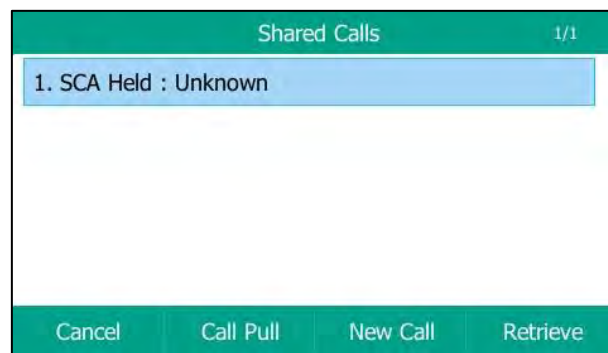 Shared Calls 1/1
1. SCA Held : Unknown
Cancel Call Pull New Call Retrieve